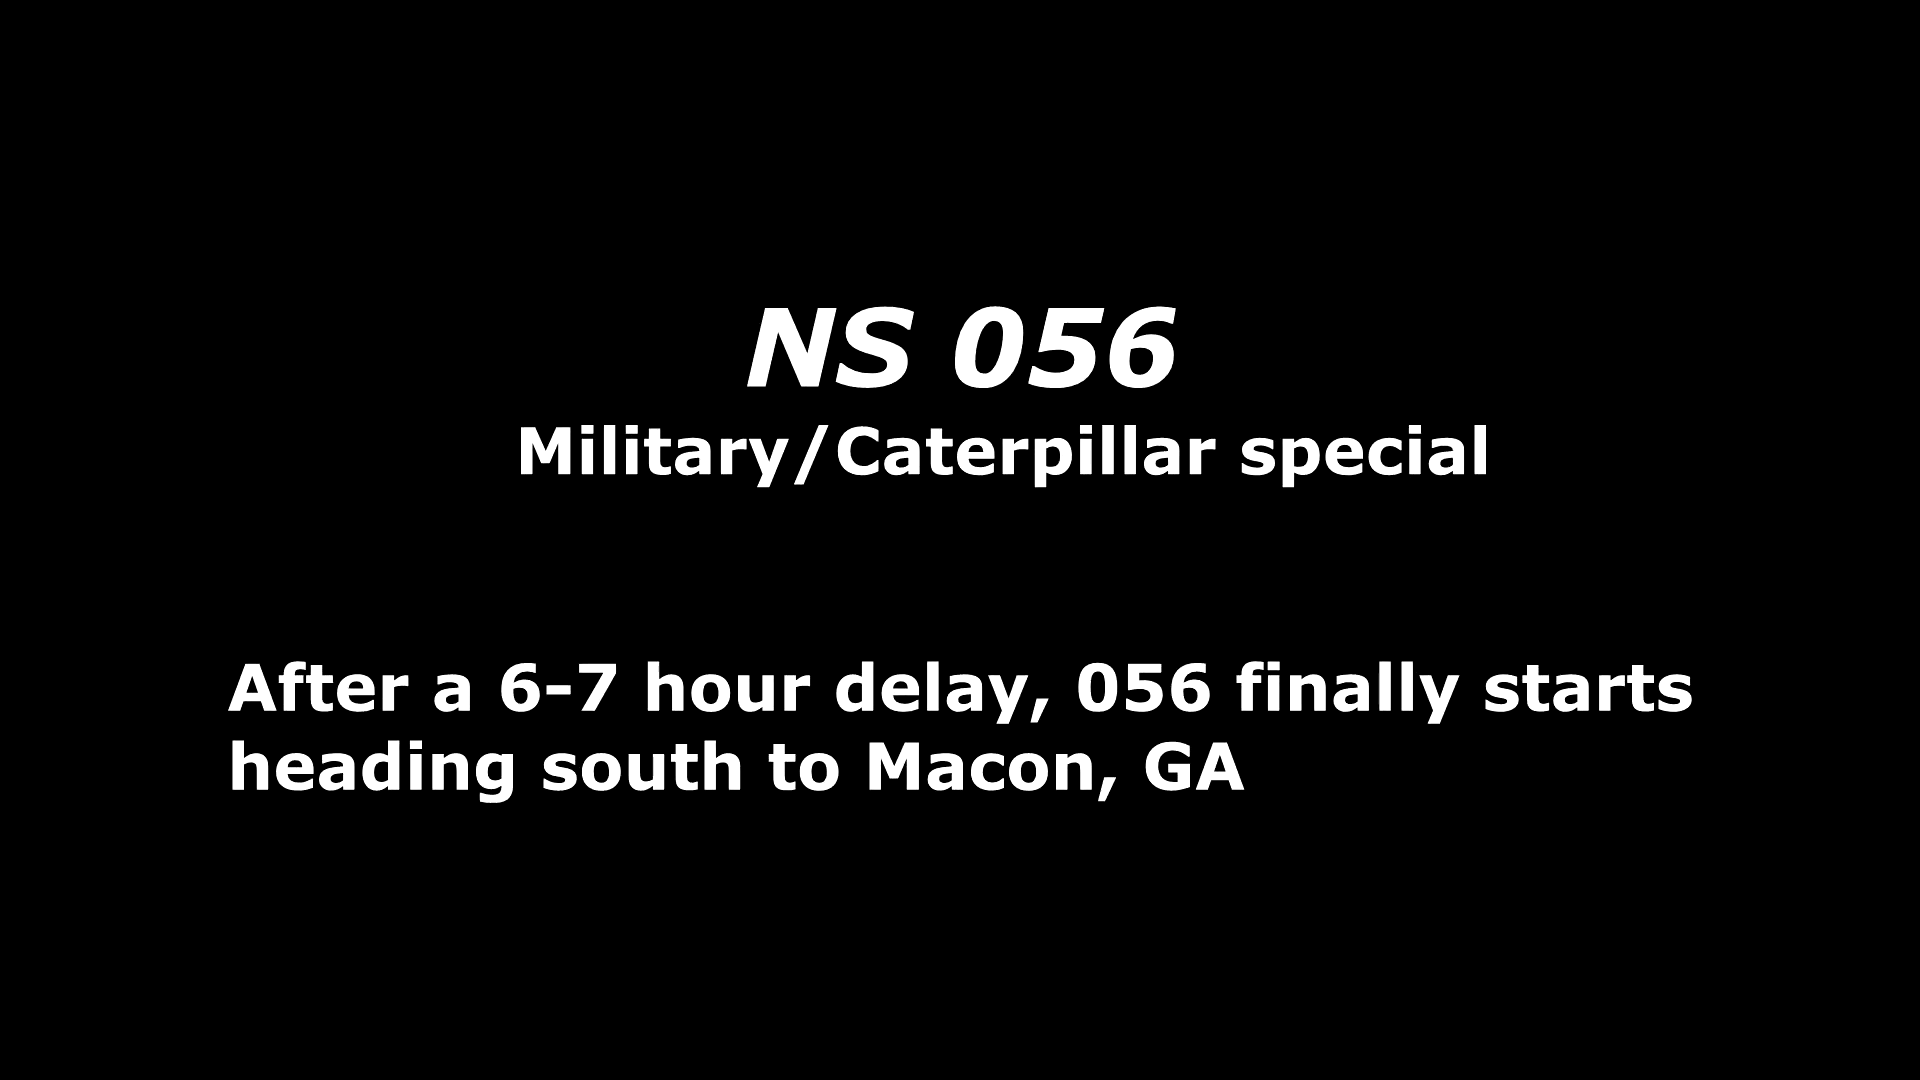 NS 056
Military/Caterpillar special
After a 6-7 hour delay, 056 finally starts
heading south to Macon, GA